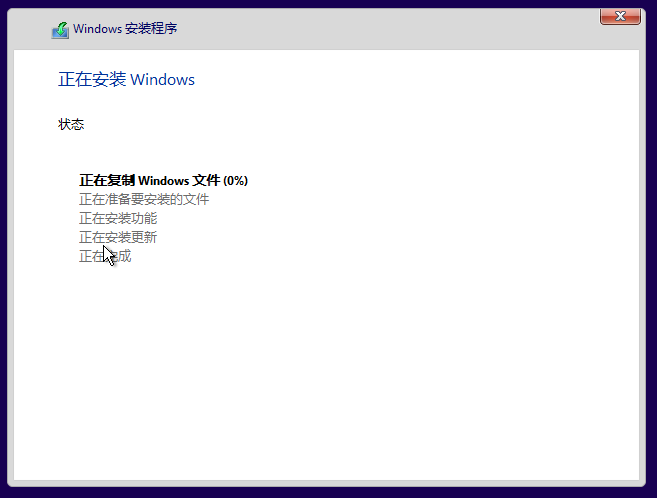 Windows 安装程序
正在安装 Windows
状态
正在复制 Windows 文件 (0%)
正在准备要安装的文件
正在安装功能
正在安装更新
正在完成